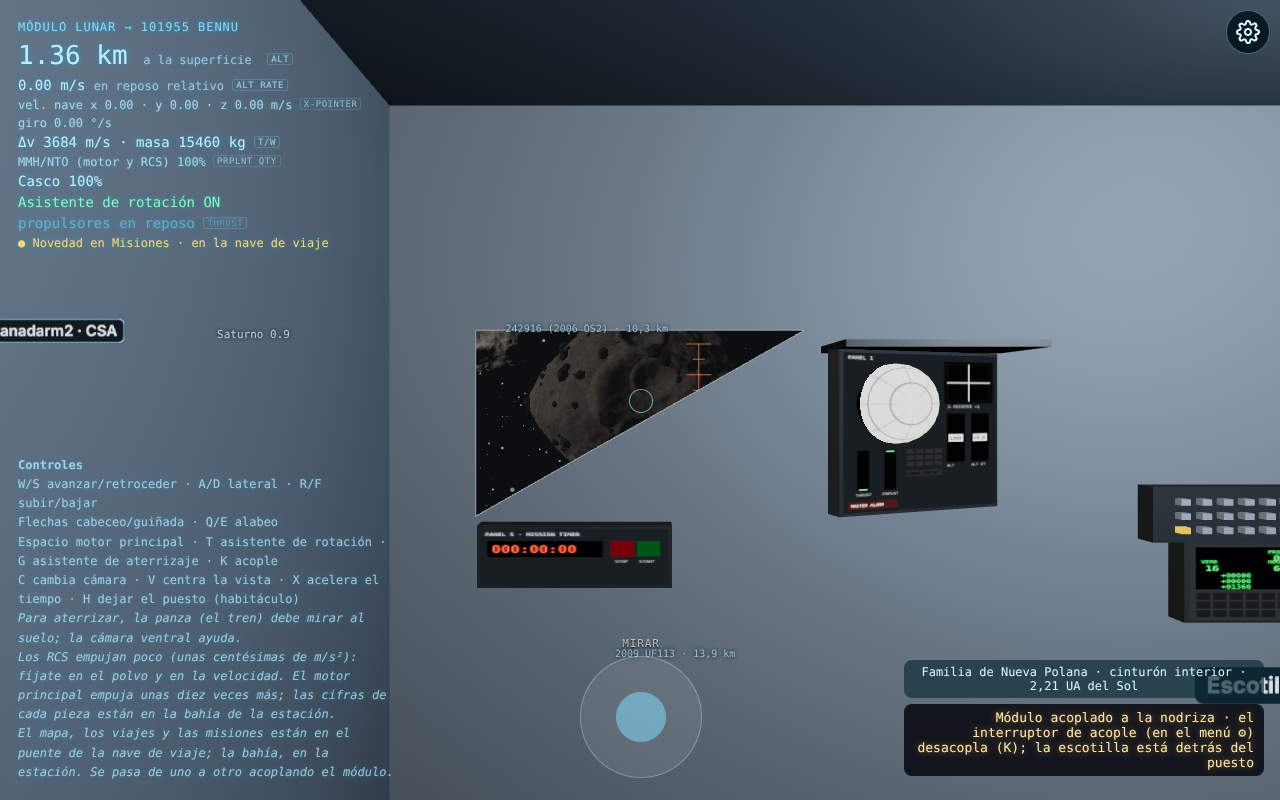 MÓDULO LUNAR → 101955 BENNU
1.36 km a la superficie ALT
0.00 m/s en reposo relativo ALT RATE
vel. nave x 0.00 · y 0.00 · z 0.00 m/s X-POINTER
giro 0.00 °/s
Δv 3684 m/s · masa 15460 kg T/W
MMH/NTO (motor y RCS) 100% PRPLNT QTY
Casco 100%
Asistente de rotación ON
propulsores en reposo THRUST
● Novedad en Misiones · en la nave de viaje
anadarm2 · CSA
Saturno 0.9
242916 (2006 OS2) · 10,3 km
PANEL 1
X-POINTER
ALT
THRUST
MASTER ALARM
PANEL 5 · MISSION TIMER
000:00:00
STOP START
VERB
16
+00000
+00000
+01360
Controles
W/S avanzar/retroceder · A/D lateral · R/F
subir/bajar
Flechas cabeceo/guiñada · Q/E alabeo
Espacio motor principal · T asistente de rotación ·
G asistente de aterrizaje · K acople
C cambia cámara · V centra la vista · X acelera el
tiempo · H dejar el puesto (habitáculo)
Para aterrizar, la panza (el tren) debe mirar al
suelo; la cámara ventral ayuda.
Los RCS empujan poco (unas centésimas de m/s²):
fíjate en el polvo y en la velocidad. El motor
principal empuja unas diez veces más; las cifras de
cada pieza están en la bahía de la estación.
El mapa, los viajes y las misiones están en el
puente de la nave de viaje; la bahía, en la
estación. Se pasa de uno a otro acoplando el módulo.
MIRAR
2009 UF113 · 13,9 km
Familia de Nueva Polana · cinturón interior ·
2,21 UA del Sol
Escotil
Módulo acoplado a la nodriza · el
interruptor de acople (en el menú ⚙)
desacopla (K); la escotilla está detrás del
puesto